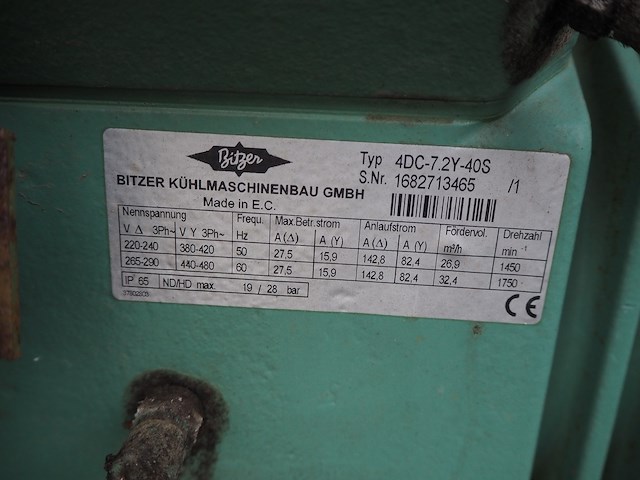 Bitzer
Typ 4DC-7.2Y-40S
S.Nr. 1682713465 /1
BITZER KÜHLMASCHINENBAU GMBH
Made in E.C.
Nennspannung Frequ. Max.Betr.strom Anlaufstrom Fördervol. Drehzahl
V Δ 3Ph~ V Y 3Ph~ Hz A (Δ) A (Y) A (Δ) A (Y) m³/h min⁻¹
220-240 380-420 50 27,5 15,9 142,8 82,4 26,9 1450
265-290 440-480 60 27,5 15,9 142,8 82,4 32,4 1750
IP 65 ND/HD max. 19 / 28 bar
CE